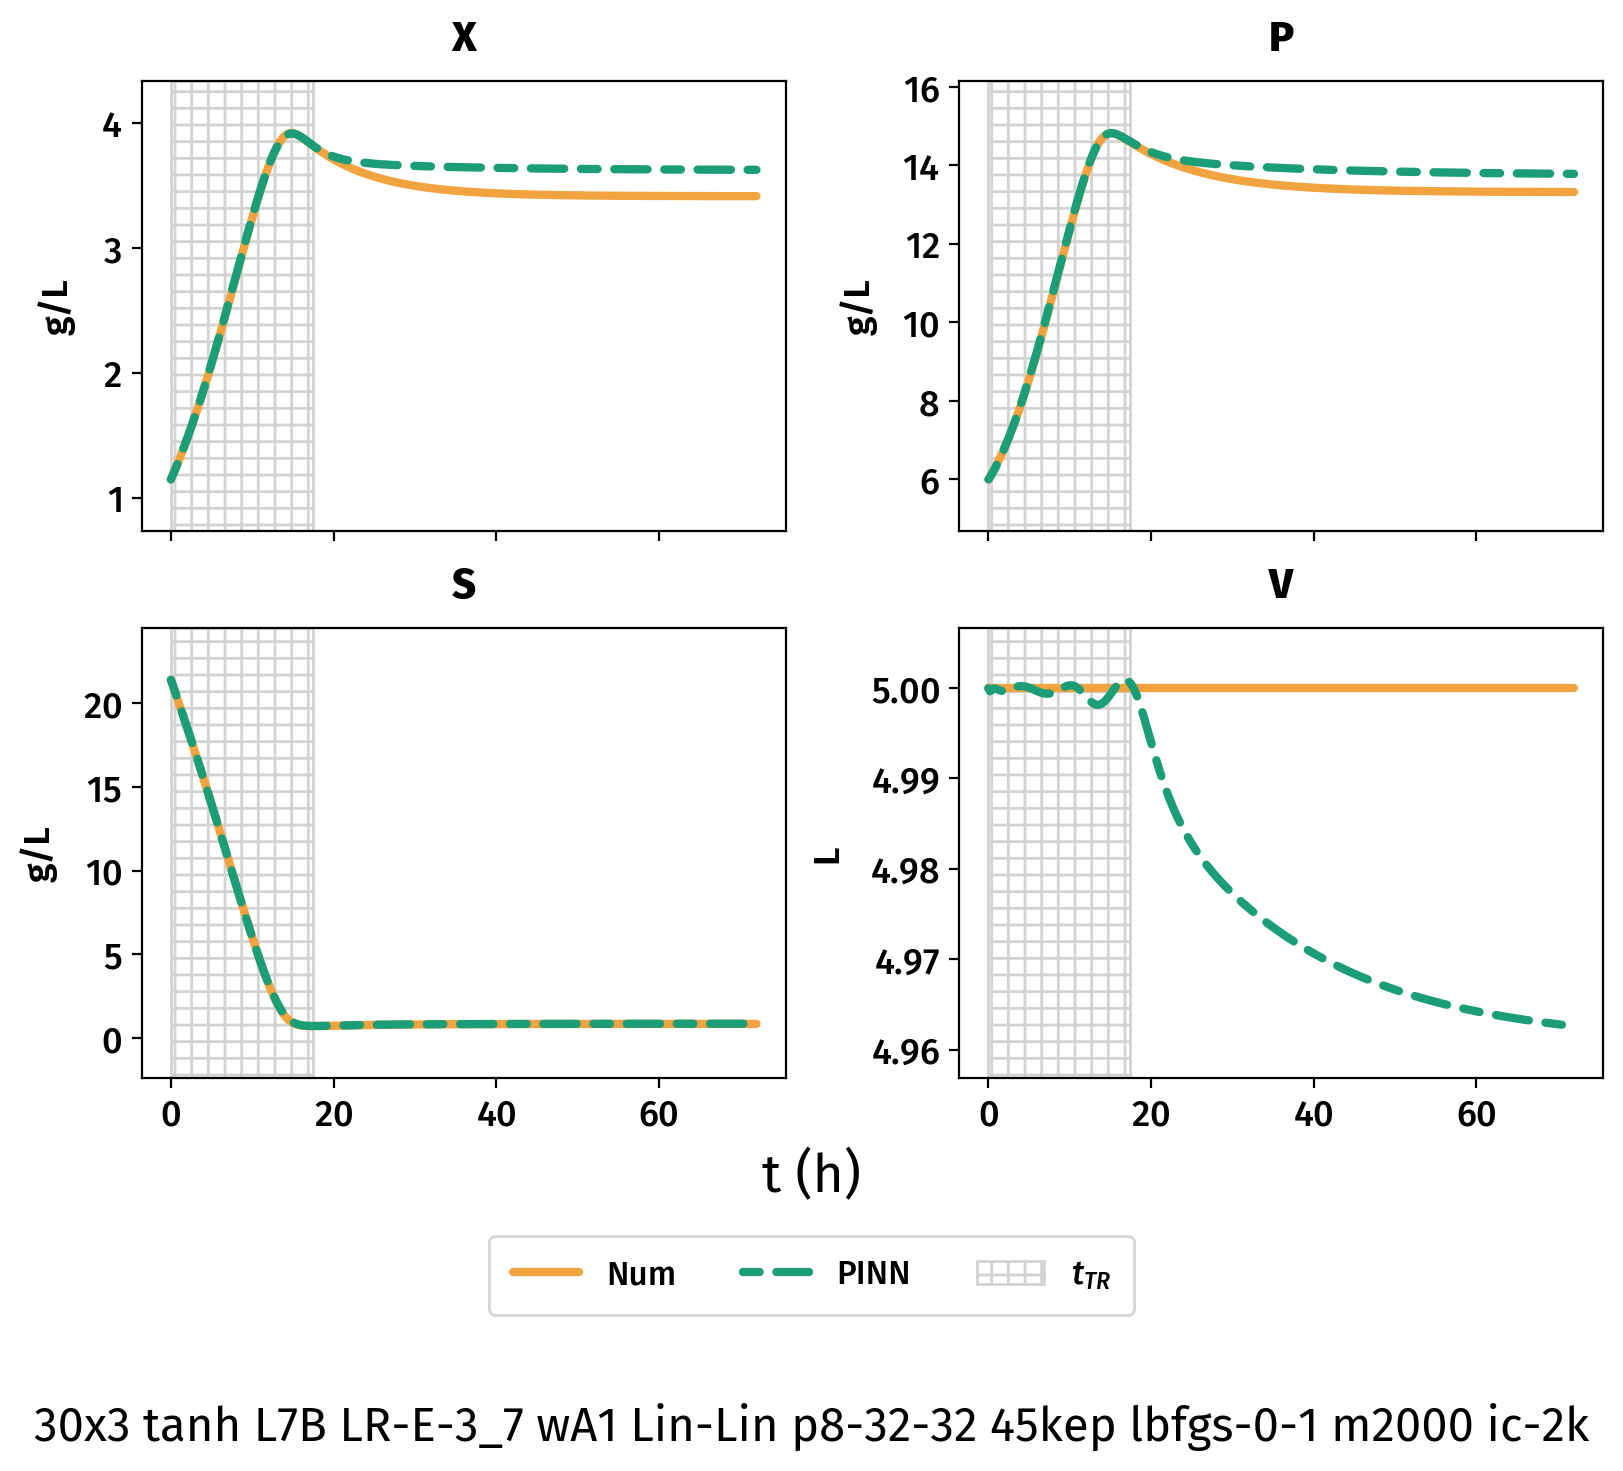 X
P
4
3
2
1
g/L
16
14
12
10
8
6
g/L
S
V
20
15
10
5
0
g/L
0 20 40 60
5.00
4.99
4.98
4.97
4.96
L
0 20 40 60
t (h)
Num PINN t_TR
30x3 tanh L7B LR-E-3_7 wA1 Lin-Lin p8-32-32 45kep lbfgs-0-1 m2000 ic-2k